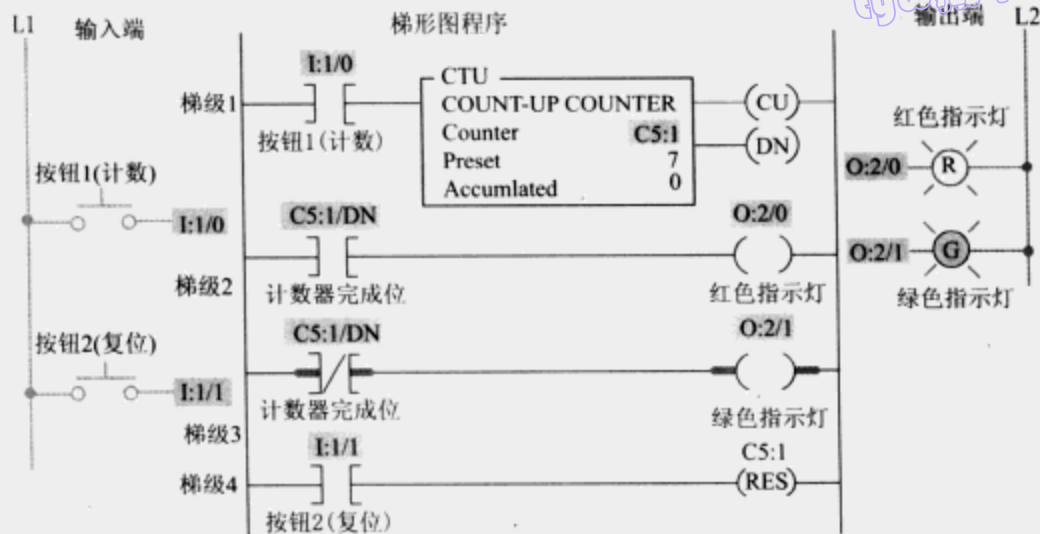 L1
输入端
梯形图程序
输出端
L2
I:1/0
梯级1
按钮1(计数)
CTU
COUNT-UP COUNTER
Counter C5:1
Preset 7
Accumlated 0
(CU)
(DN)
红色指示灯
O:2/0
R
按钮1(计数)
I:1/0
C5:1/DN
O:2/0
O:2/1
G
梯级2
计数器完成位
红色指示灯
绿色指示灯
按钮2(复位)
C5:1/DN
O:2/1
I:1/1
计数器完成位
绿色指示灯
梯级3
I:1/1
C5:1
梯级4
(RES)
按钮2(复位)